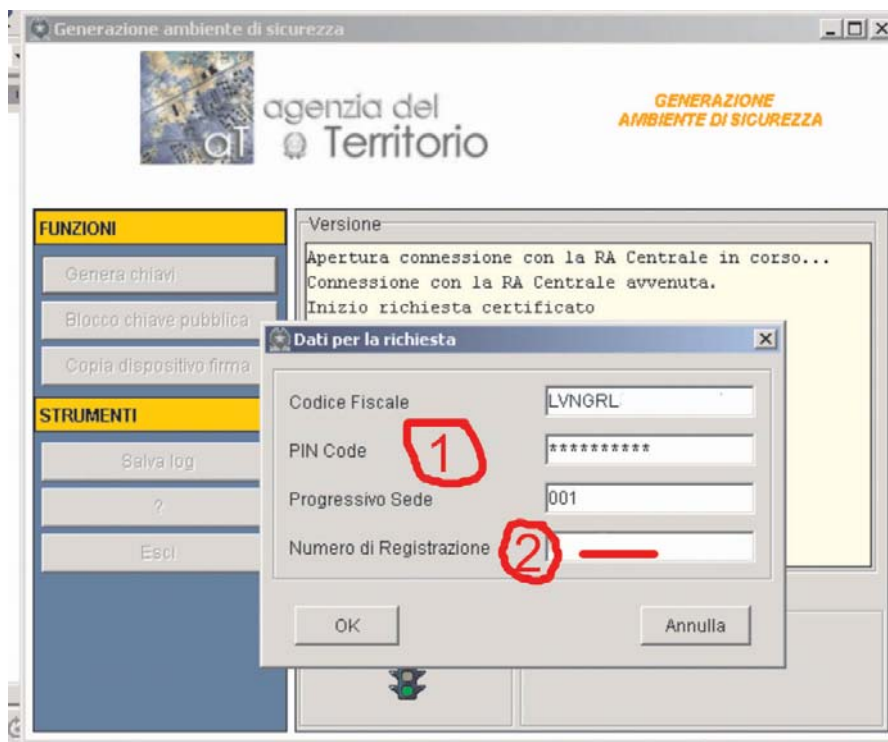 Generazione ambiente di sicurezza
agenzia del
Territorio
aT
GENERAZIONE
AMBIENTE DI SICUREZZA
FUNZIONI
Genera chiavi
Blocco chiave pubblica
Copia dispositivo firma
STRUMENTI
Salva log
?
Esci
Versione
Apertura connessione con la RA Centrale in corso...
Connessione con la RA Centrale avvenuta.
Inizio richiesta certificato
Dati per la richiesta
Codice Fiscale LVNGRL
PIN Code 1 **********
Progressivo Sede 001
Numero di Registrazione 2
OK Annulla